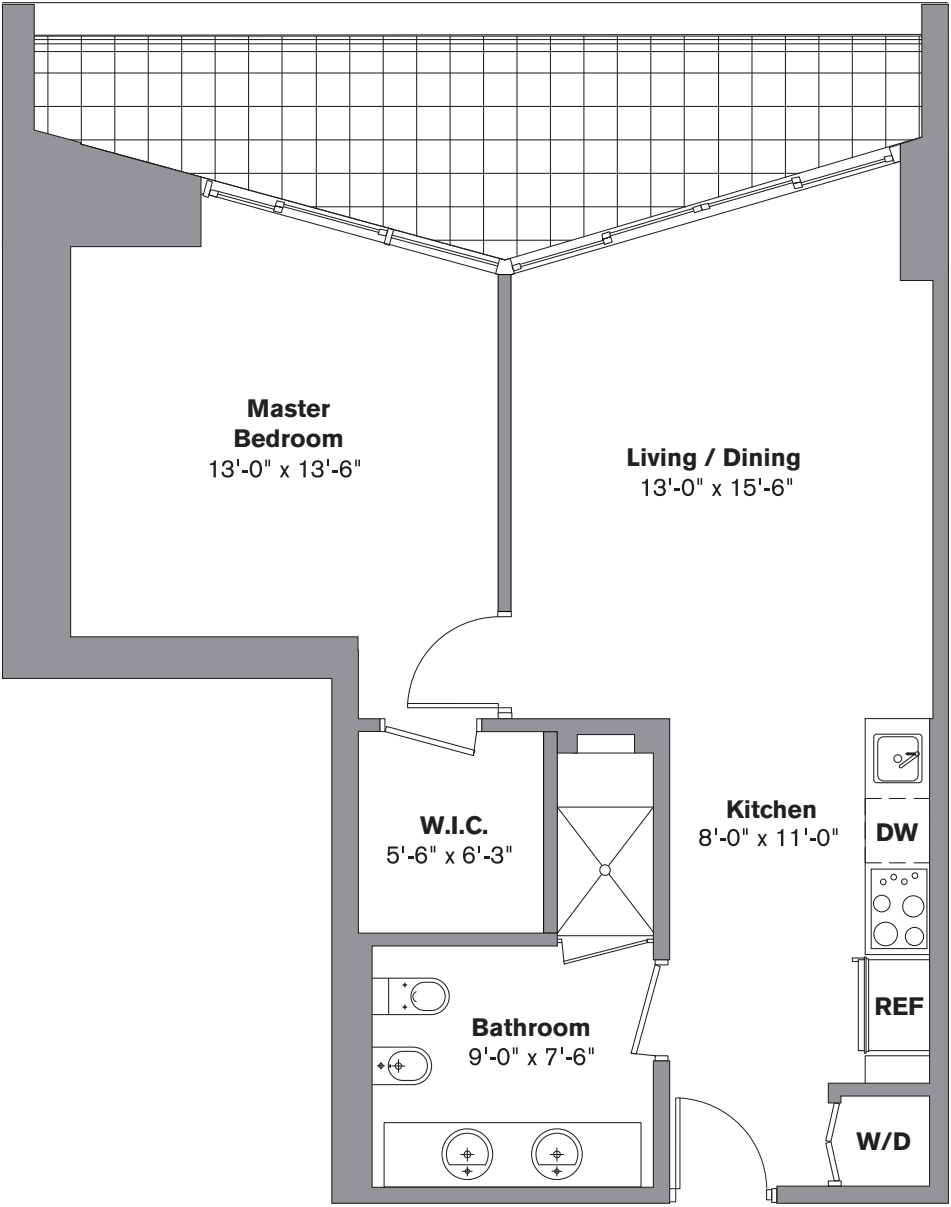 Master
Bedroom
13'-0" x 13'-6"
Living / Dining
13'-0" x 15'-6"
Kitchen
8'-0" x 11'-0"
DW
W.I.C.
5'-6" x 6'-3"
REF
Bathroom
9'-0" x 7'-6"
W/D